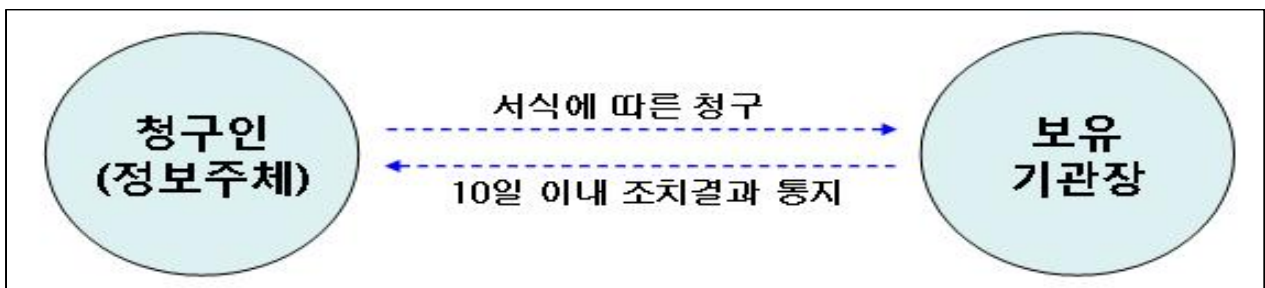 청구인
(정보주체)
서식에 따른 청구
10일 이내 조치결과 통지
보유
기관장